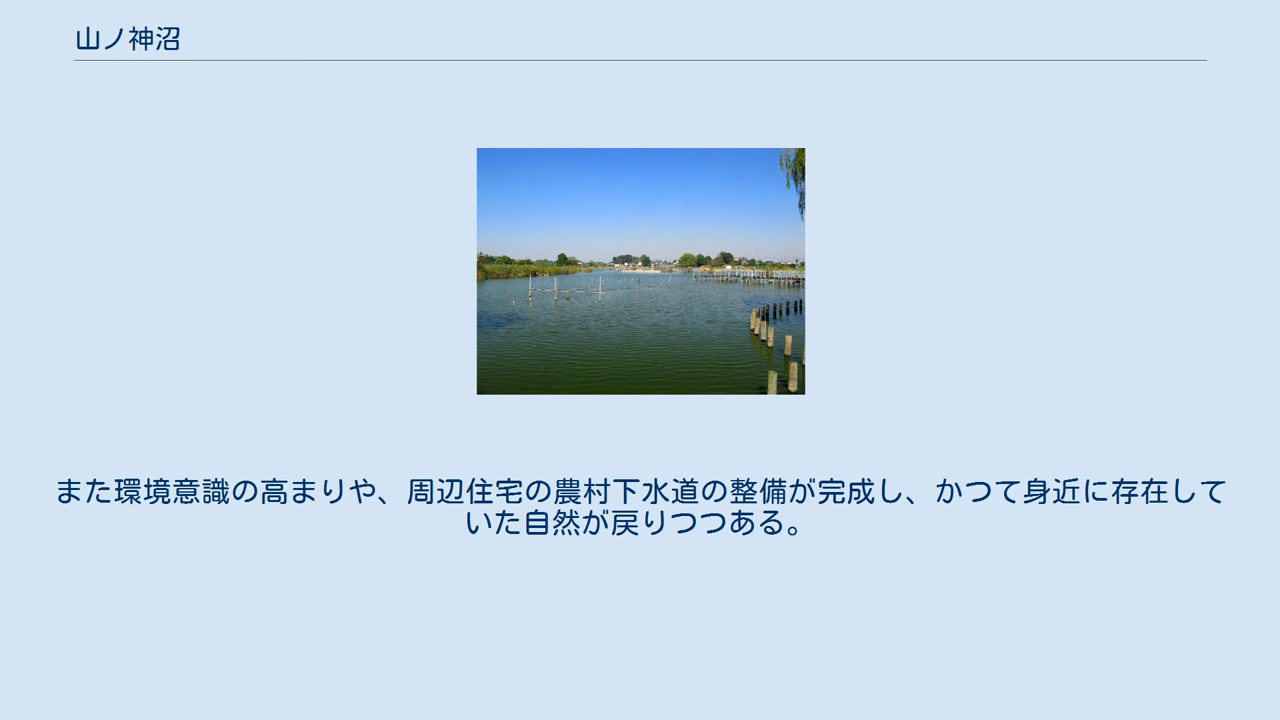 山ノ神沼
また環境意識の高まりや、周辺住宅の農村下水道の整備が完成し、かつて身近に存在して
いた自然が戻りつつある。